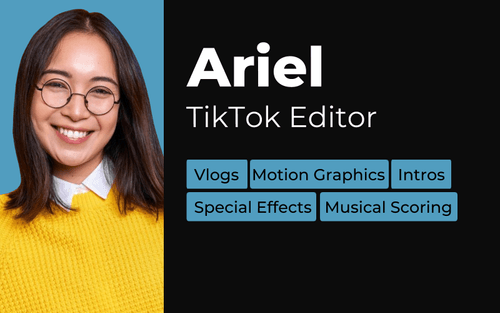 Ariel
TikTok Editor
Vlogs Motion Graphics Intros
Special Effects Musical Scoring